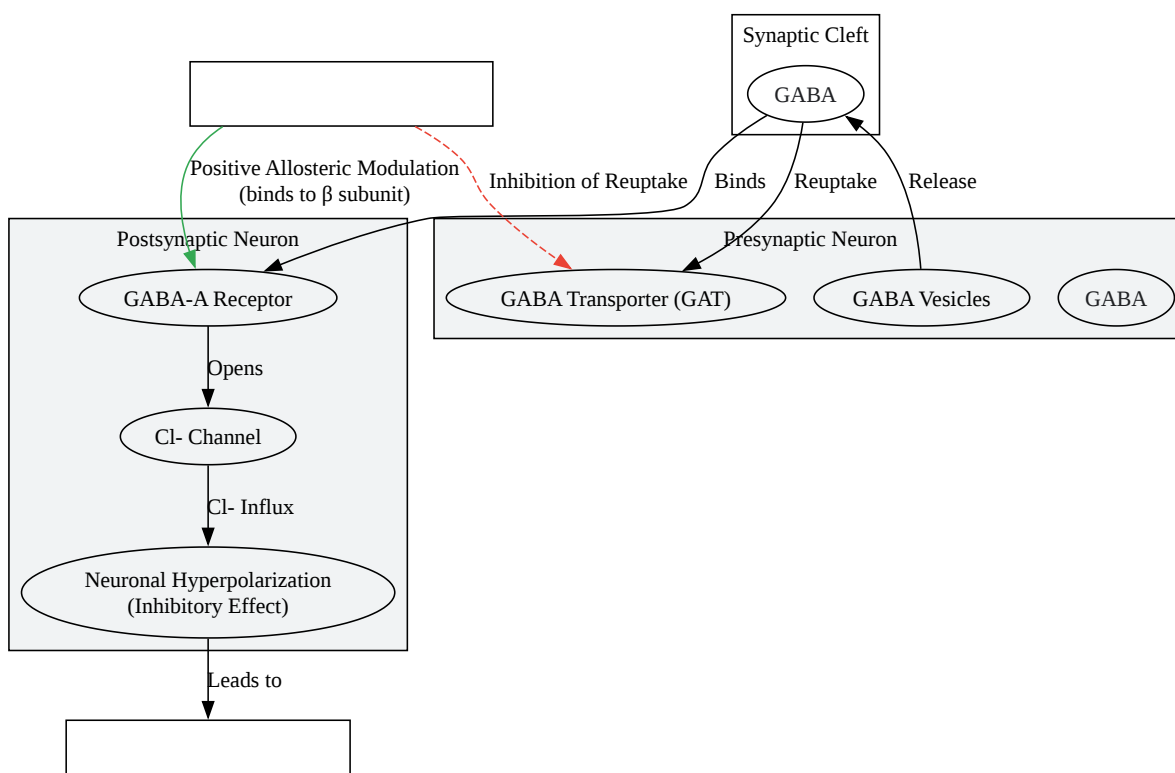 Synaptic Cleft
GABA
Positive Allosteric Modulation
(binds to β subunit)
Inhibition of Reuptake
Binds
Reuptake
Release
Postsynaptic Neuron
Presynaptic Neuron
GABA-A Receptor
GABA Transporter (GAT)
GABA Vesicles
GABA
Opens
Cl- Channel
Cl- Influx
Neuronal Hyperpolarization
(Inhibitory Effect)
Leads to